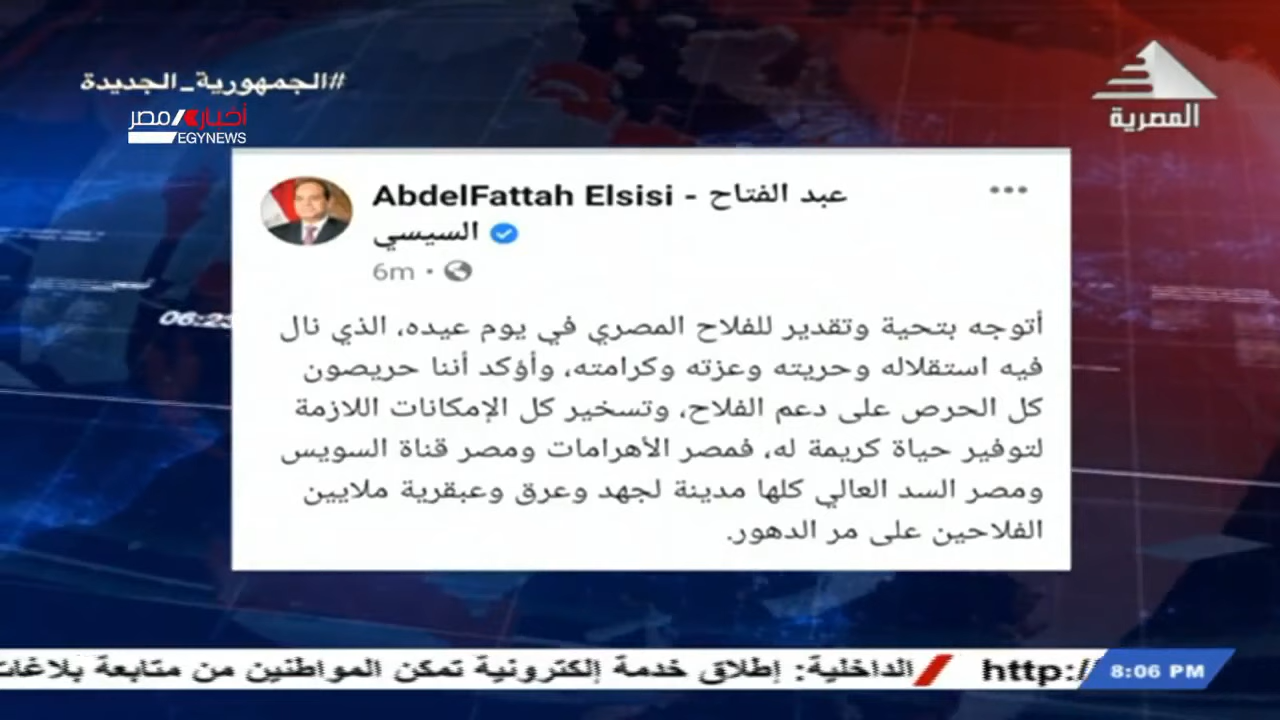 #الجمهورية_الجديدة
أخبار مصر
EGYNEWS
المصرية
AbdelFattah Elsisi - عبد الفتاح
السيسي
6m
أتوجه بتحية وتقدير للفلاح المصري في يوم عيده، الذي نال
فيه استقلاله وحريته وعزته وكرامته، وأؤكد أننا حريصون
كل الحرص على دعم الفلاح، وتسخير كل الإمكانات اللازمة
لتوفير حياة كريمة له، فمصر الأهرامات ومصر قناة السويس
ومصر السد العالي كلها مدينة لجهد وعرق وعبقرية ملايين
الفلاحين على مر الدهور.
http:/ الداخلية: إطلاق خدمة إلكترونية تمكن المواطنين من متابعة بلاغات
8:06 PM